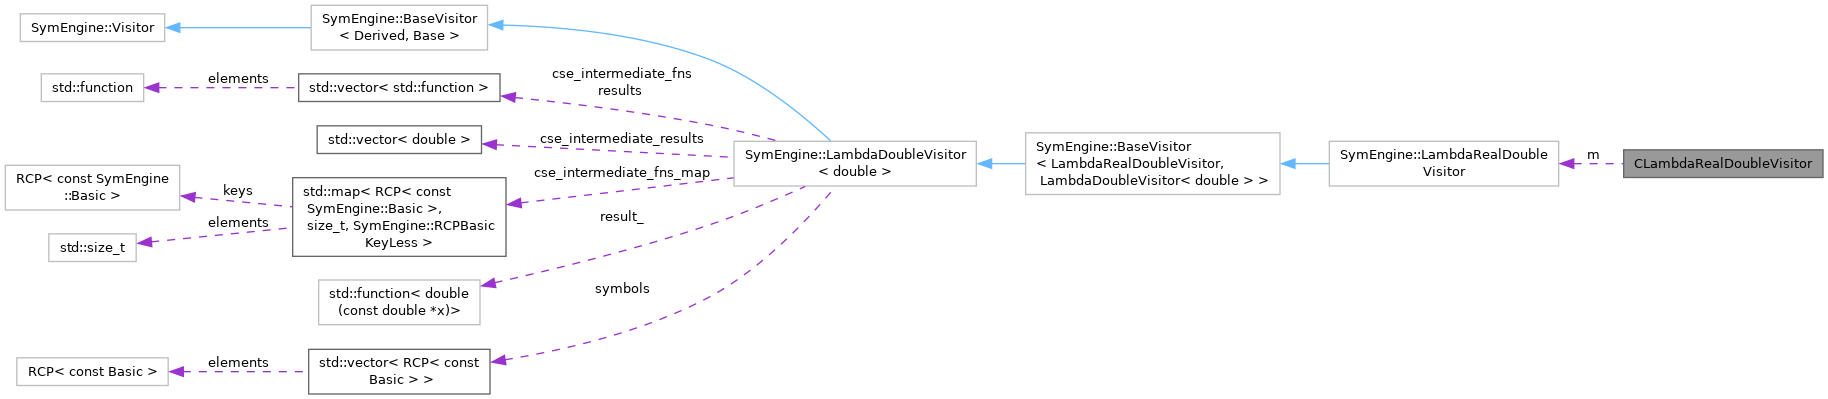 SymEngine::Visitor
SymEngine::BaseVisitor
< Derived, Base >
std::function
elements
std::vector< std::function >
cse_intermediate_fns
results
std::vector< double >
cse_intermediate_results
RCP< const SymEngine
::Basic >
keys
elements
std::size_t
std::map< RCP< const
SymEngine::Basic >,
size_t, SymEngine::RCPBasic
KeyLess >
cse_intermediate_fns_map
std::function< double
(const double *x)>
result_
RCP< const Basic >
elements
std::vector< RCP< const
Basic > >
symbols
SymEngine::LambdaDoubleVisitor
< double >
SymEngine::BaseVisitor
< LambdaRealDoubleVisitor,
LambdaDoubleVisitor< double > >
SymEngine::LambdaRealDouble
Visitor
m
CLambdaRealDoubleVisitor